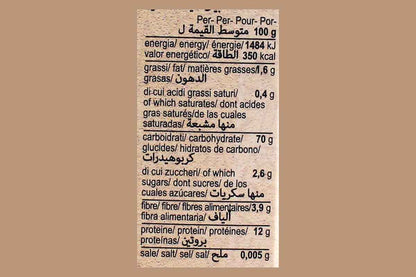 Per- Per- Pour- Por-
متوسط القيمة ل 100 g
energia/ energy/ énergie/ 1484 kJ
valor energético/ الطاقة 350 kcal
grassi/ fat/ matières grasses/ 1,6 g
grasas/ الدهون
di cui acidi grassi saturi/ 0,4 g
of which saturates/ dont acides
gras saturés/de las cuales
saturadas/ منها مشبعة
carboidrati/ carbohydrate/ 70 g
glucides/ hidratos de carbono/
كربوهيدرات
di cui zuccheri/ of which 2,6 g
sugars/ dont sucres/ de los
cuales azúcares/ منها سكريات
fibre/ fibre/ fibres alimentaires/ 3,9 g
fibra alimentaria/ ألياف
proteine/ protein/ protéines/ 12 g
proteínas/ بروتين
sale/ salt/ sel/ sal/ ملح 0,005 g